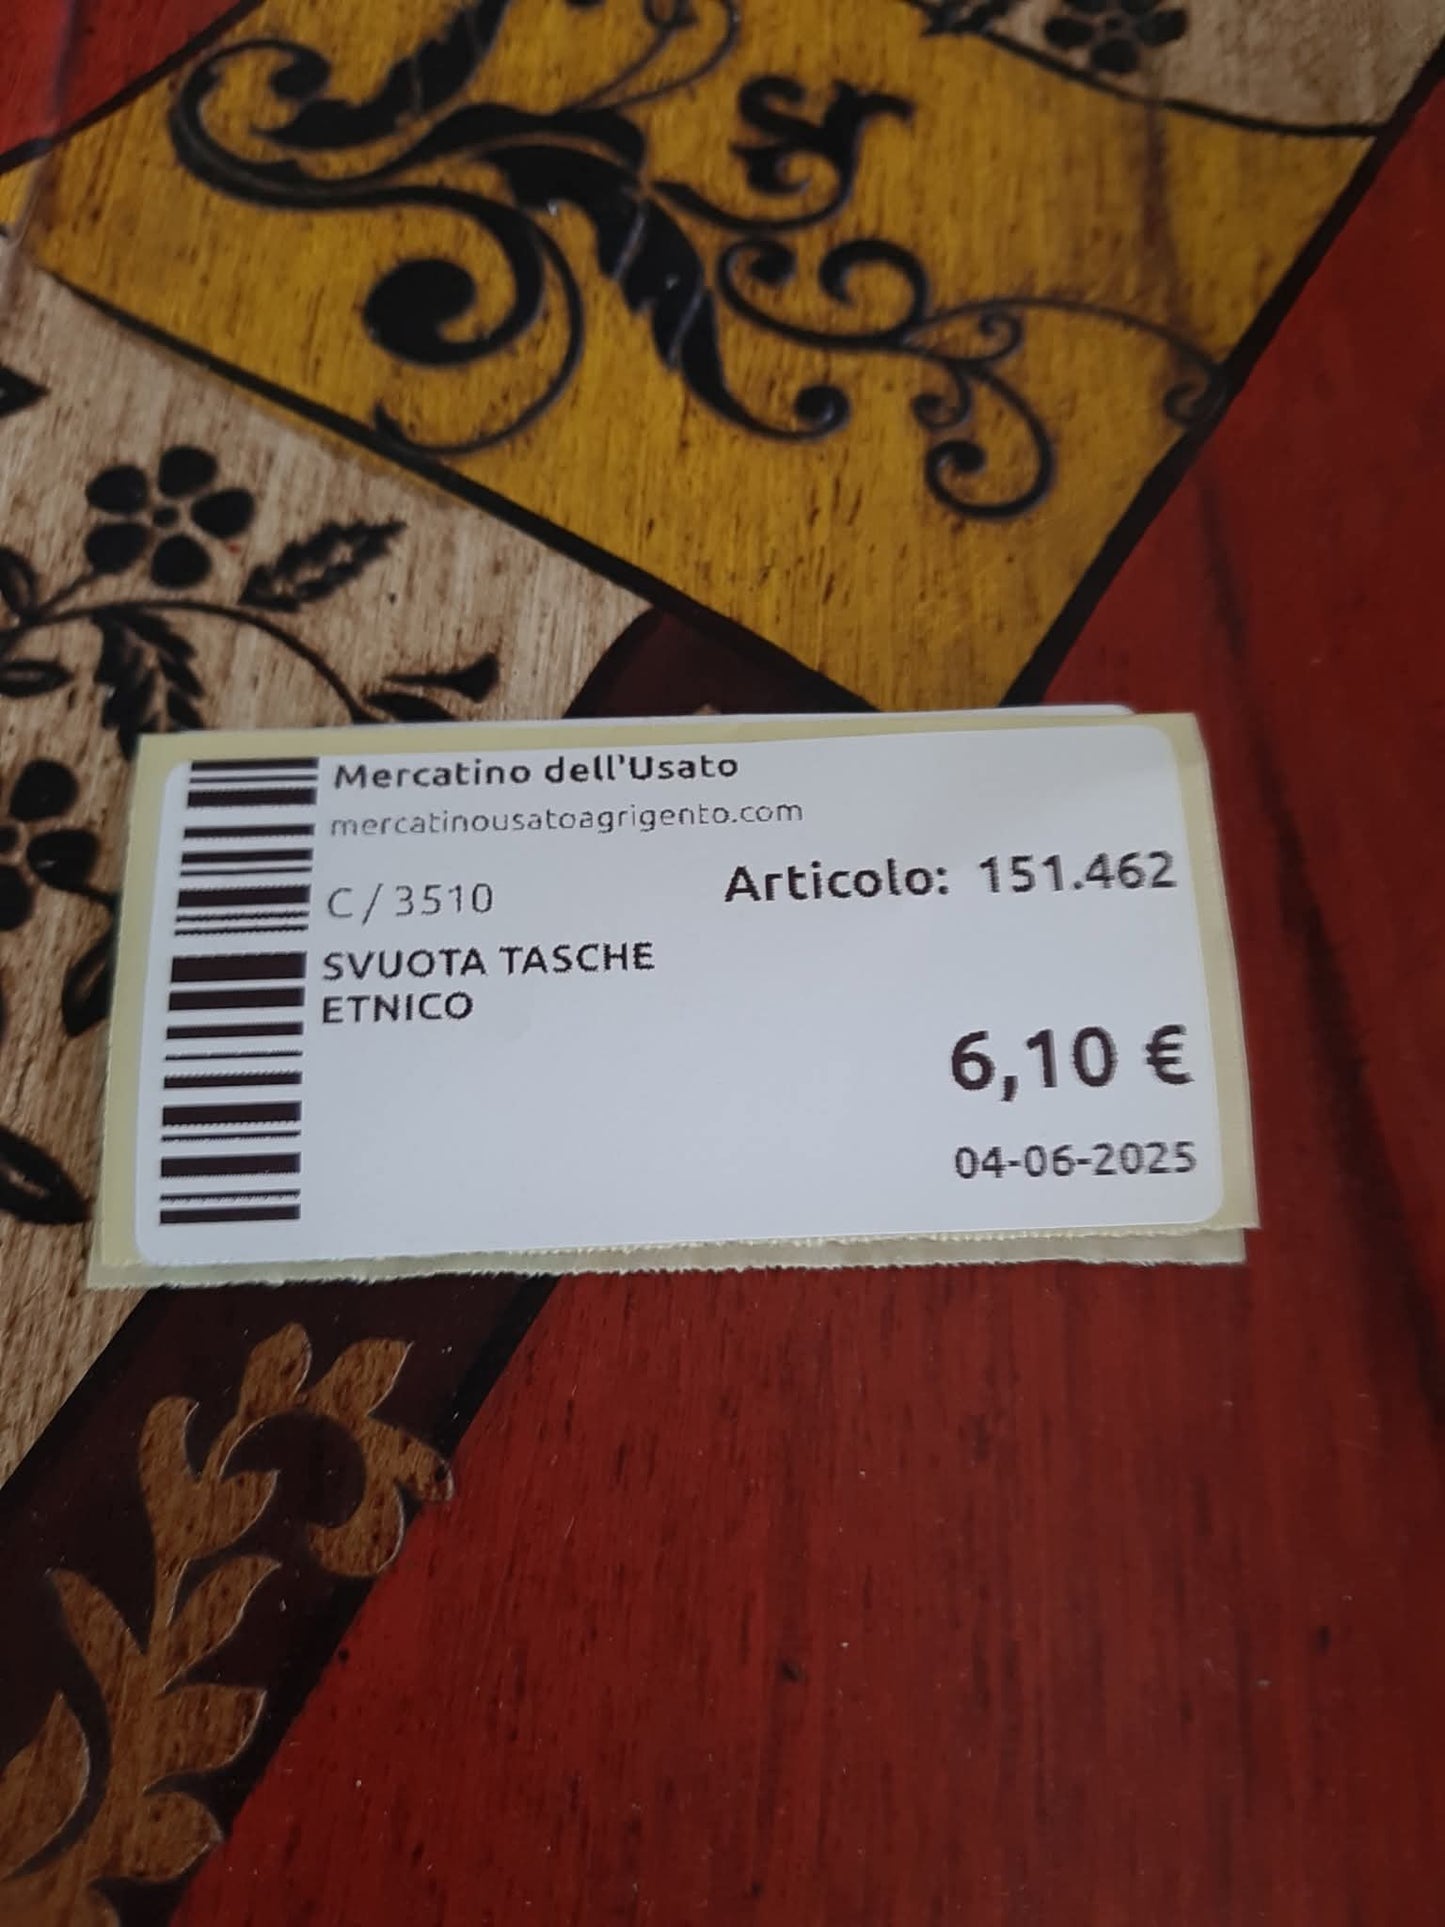 Mercatino dell'Usato
mercatinousatoagrigento.com
C/3510
Articolo: 151.462
SVUOTA TASCHE
ETNICO
6,10 €
04-06-2025